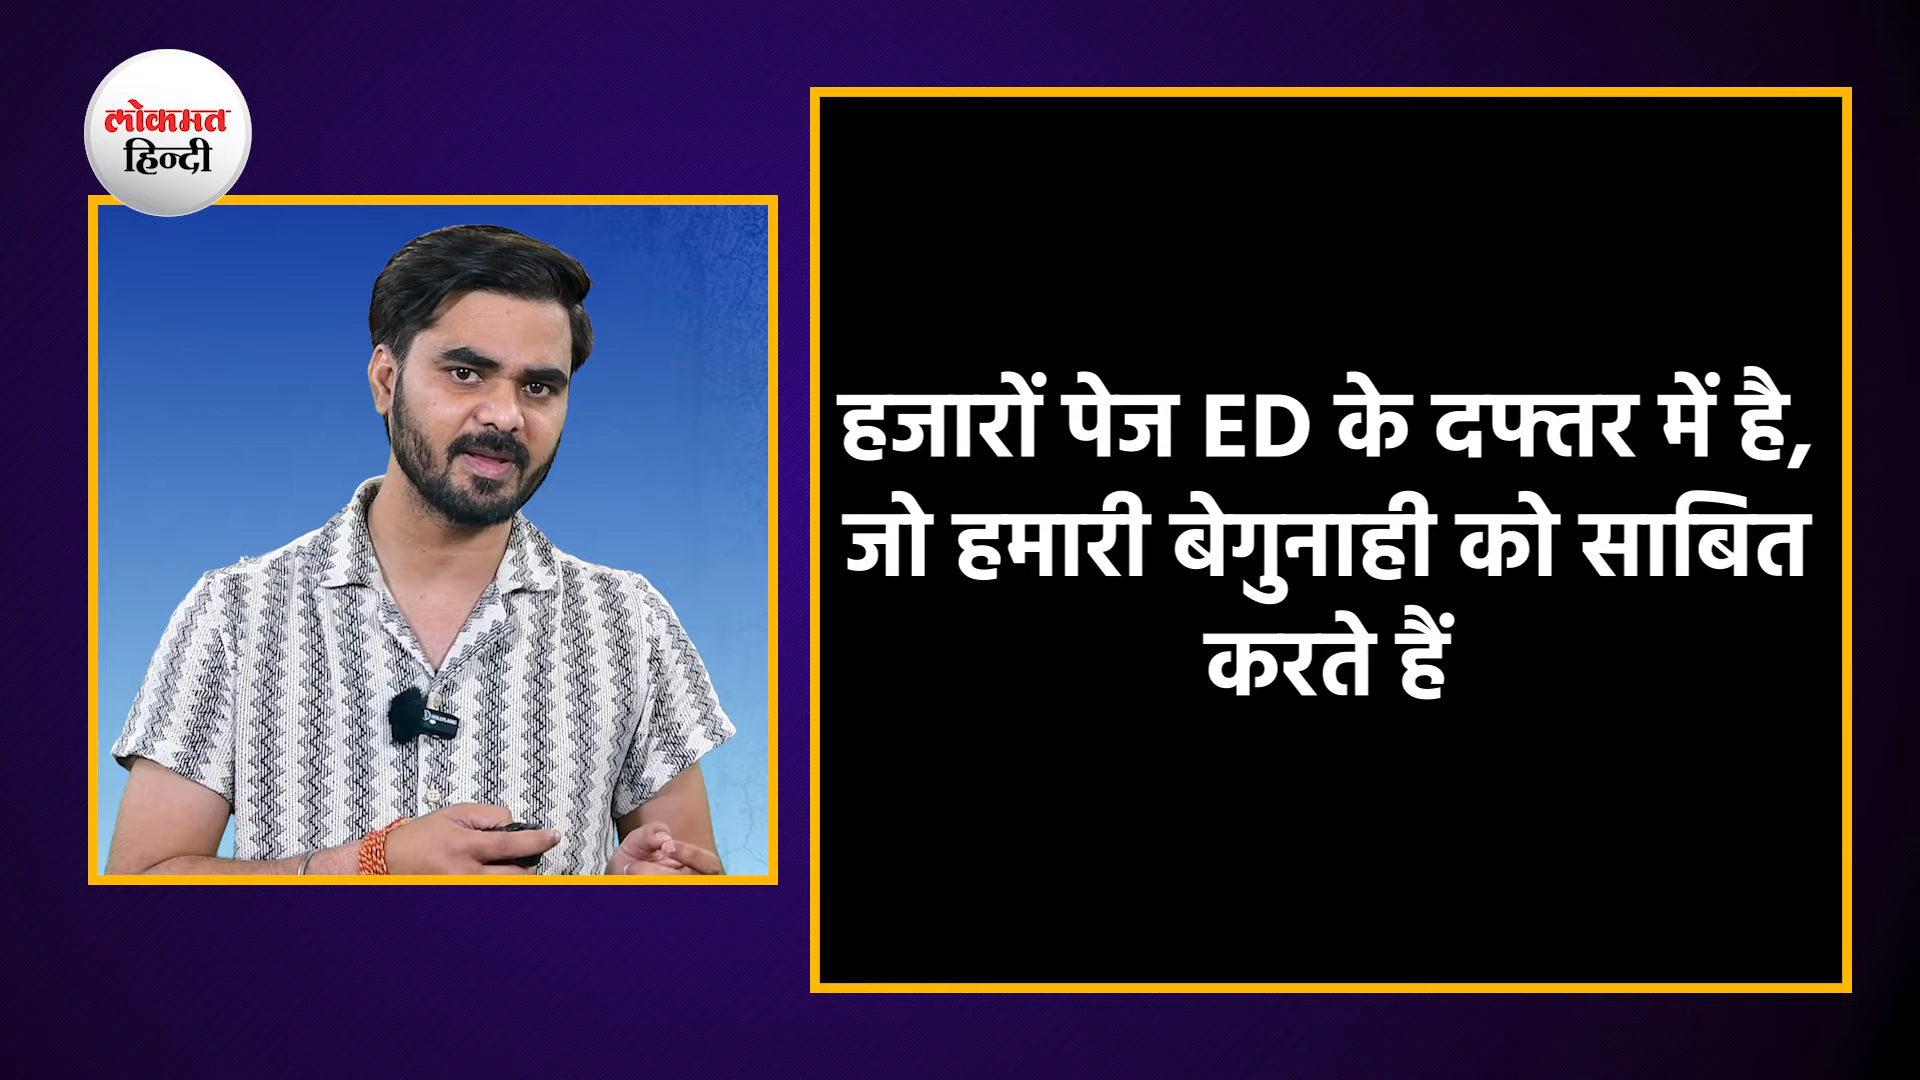 लोकमत
हिन्दी
हजारों पेज ED के दफ्तर में है,
जो हमारी बेगुनाही को साबित
करते हैं